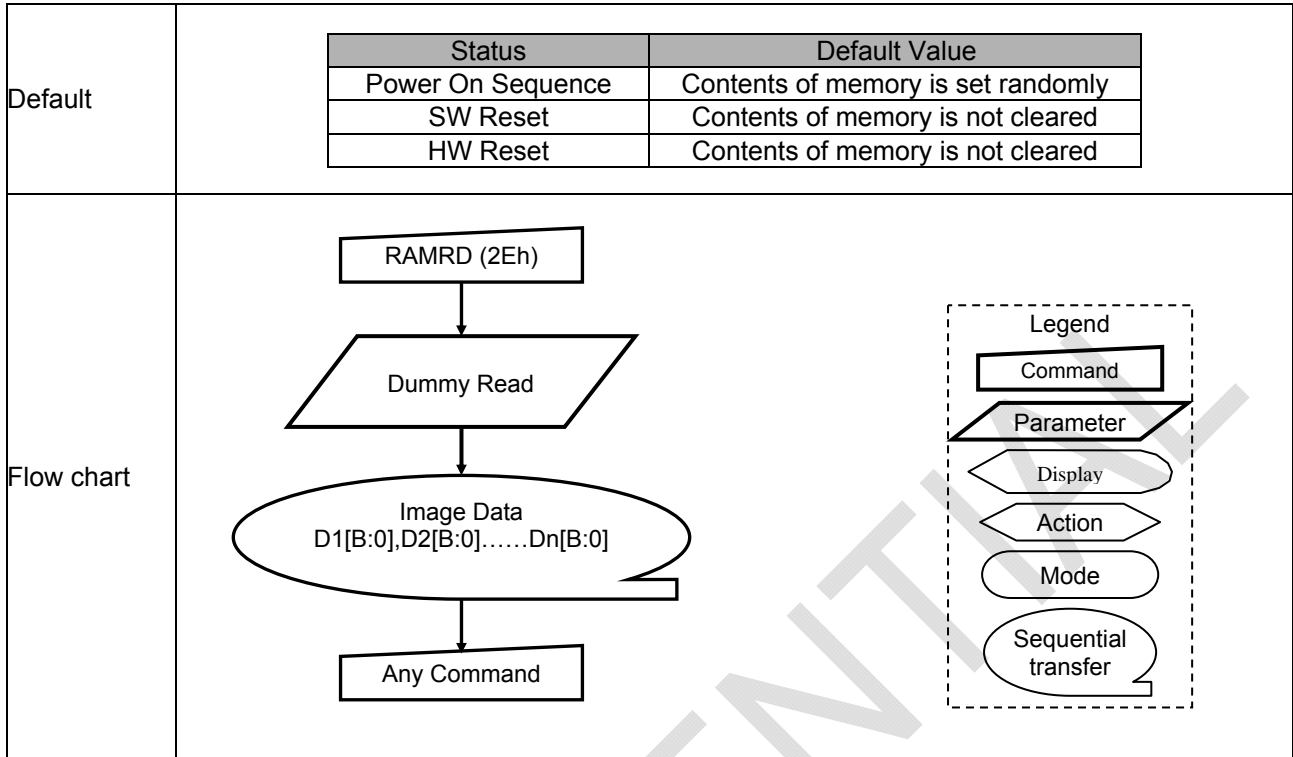 Default
Status Default Value
Power On Sequence Contents of memory is set randomly
SW Reset Contents of memory is not cleared
HW Reset Contents of memory is not cleared
Flow chart
RAMRD (2Eh)
Dummy Read
Image Data
D1[B:0],D2[B:0]……Dn[B:0]
Any Command
Legend
Command
Parameter
Display
Action
Mode
Sequential
transfer
ENTIAL